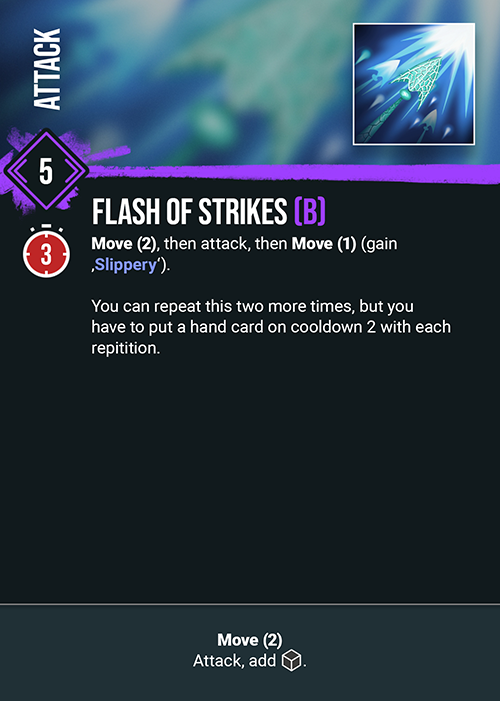 ATTACK
5
FLASH OF STRIKES (B)
3
Move (2), then attack, then Move (1) (gain
‚Slippery‘).
You can repeat this two more times, but you
have to put a hand card on cooldown 2 with each
repitition.
Move (2)
Attack, add .